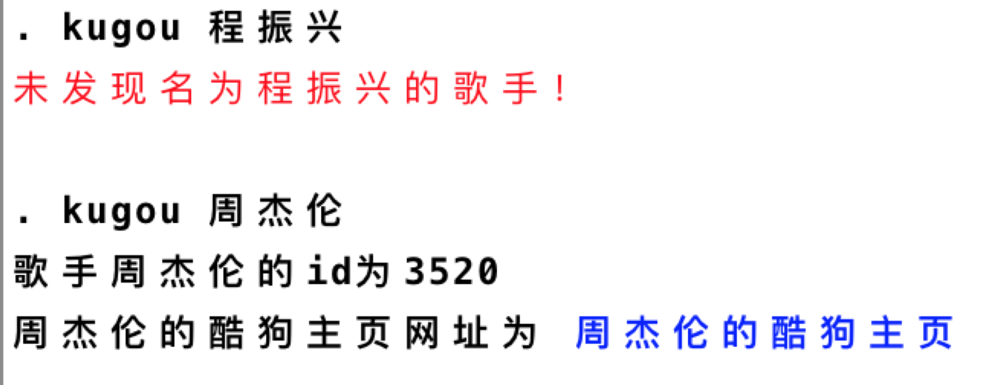 . kugou 程振兴
未发现名为程振兴的歌手!
. kugou 周杰伦
歌手周杰伦的id为3520
周杰伦的酷狗主页网址为 周杰伦的酷狗主页